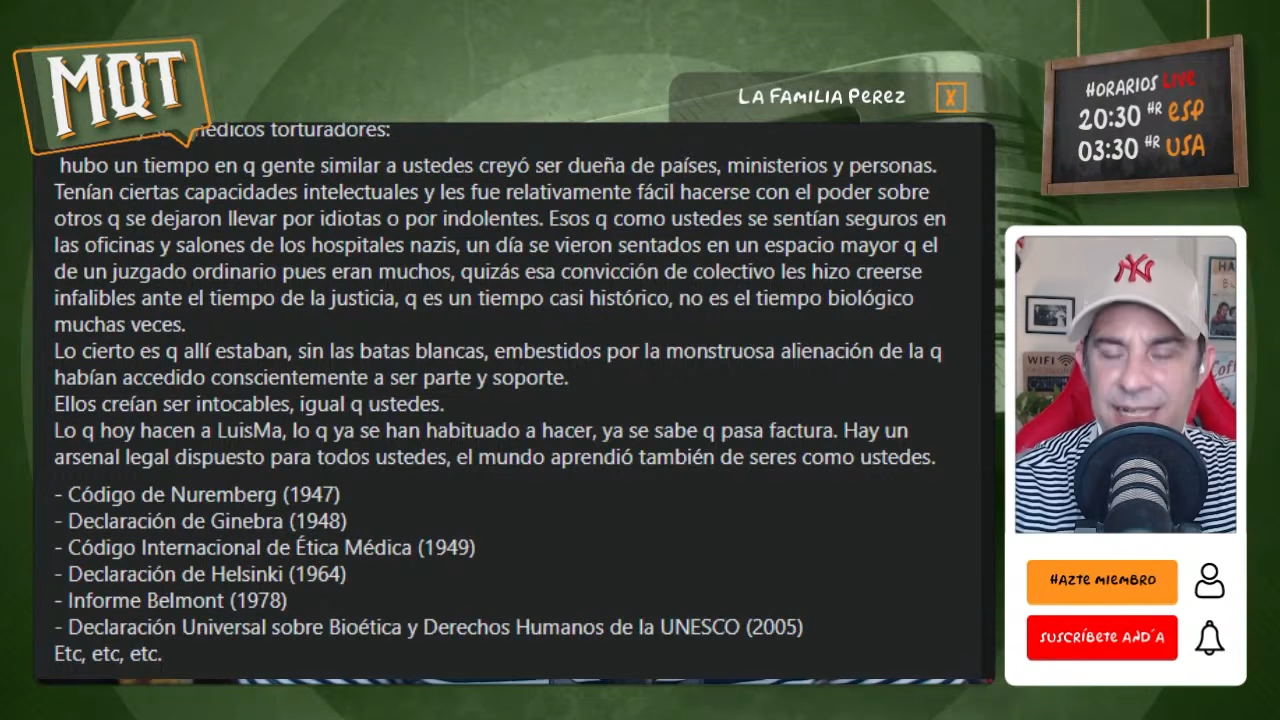 MQT
LA FAMILIA PEREZ
X
HORARIOS LIVE
20:30 HR esp
03:30 HR USA
médicos torturadores:
hubo un tiempo en q gente similar a ustedes creyó ser dueña de países, ministerios y personas.
Tenían ciertas capacidades intelectuales y les fue relativamente fácil hacerse con el poder sobre
otros q se dejaron llevar por idiotas o por indolentes. Esos q como ustedes se sentían seguros en
las oficinas y salones de los hospitales nazis, un día se vieron sentados en un espacio mayor q el
de un juzgado ordinario pues eran muchos, quizás esa convicción de colectivo les hizo creerse
infalibles ante el tiempo de la justicia, q es un tiempo casi histórico, no es el tiempo biológico
muchas veces.
Lo cierto es q allí estaban, sin las batas blancas, embestidos por la monstruosa alienación de la q
habían accedido conscientemente a ser parte y soporte.
Ellos creían ser intocables, igual q ustedes.
Lo q hoy hacen a LuisMa, lo q ya se han habituado a hacer, ya se sabe q pasa factura. Hay un
arsenal legal dispuesto para todos ustedes, el mundo aprendió también de seres como ustedes.
- Código de Nuremberg (1947)
- Declaración de Ginebra (1948)
- Código Internacional de Ética Médica (1949)
- Declaración de Helsinki (1964)
- Informe Belmont (1978)
- Declaración Universal sobre Bioética y Derechos Humanos de la UNESCO (2005)
Etc, etc, etc.
NY
WIFI
HAZTE MIEMBRO
SUSCRÍBETE AND´A